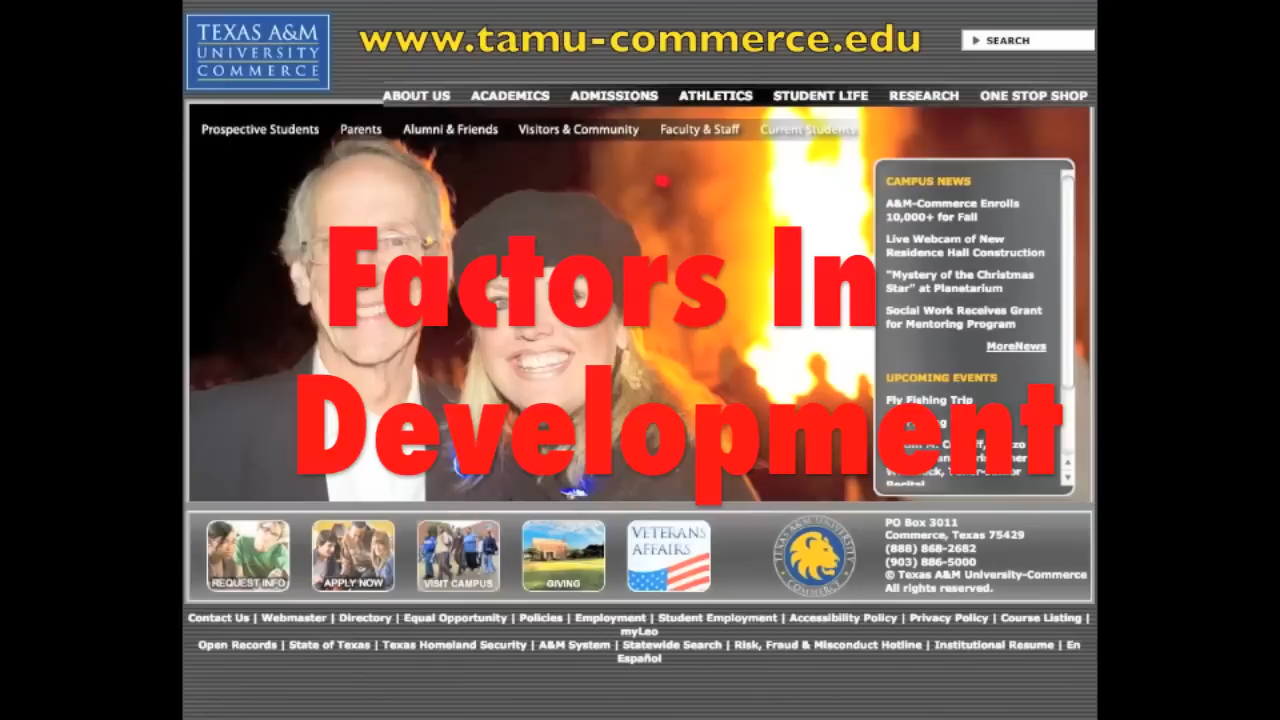 TEXAS A&M
UNIVERSITY
COMMERCE
www.tamu-commerce.edu
SEARCH
ABOUT US ACADEMICS ADMISSIONS ATHLETICS STUDENT LIFE RESEARCH ONE STOP SHOP
Prospective Students Parents Alumni & Friends Visitors & Community Faculty & Staff Current Students
Factors In
Development
CAMPUS NEWS
A&M-Commerce Enrolls
10,000+ for Fall
Live Webcam of New
Residence Hall Construction
"Mystery of the Christmas
Star" at Planetarium
Social Work Receives Grant
for Mentoring Program
MoreNews
UPCOMING EVENTS
Fly Fishing Trip
Recital
REQUEST INFO
APPLY NOW
VISIT CAMPUS
GIVING
VETERANS
AFFAIRS
TEXAS A&M UNIVERSITY
COMMERCE
PO Box 3011
Commerce, Texas 75429
(888) 868-2682
(903) 886-5000
© Texas A&M University-Commerce
All rights reserved.
Contact Us | Webmaster | Directory | Equal Opportunity | Policies | Employment | Student Employment | Accessibility Policy | Privacy Policy | Course Listing |
myLeo
Open Records | State of Texas | Texas Homeland Security | A&M System | Statewide Search | Risk, Fraud & Misconduct Hotline | Institutional Resume | En
Español